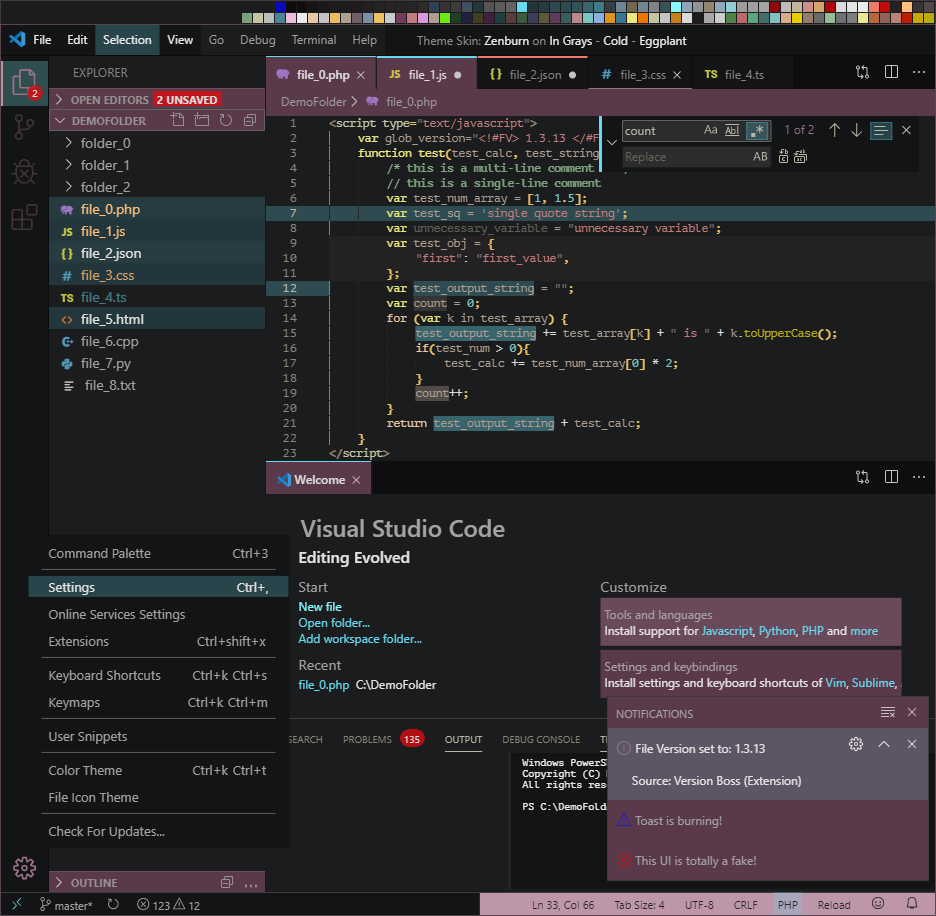 File Edit Selection View Go Debug Terminal Help Theme Skin: Zenburn on In Grays - Cold - Eggplant
2
EXPLORER
OPEN EDITORS 2 UNSAVED
DEMOFOLDER
folder_0
folder_1
folder_2
file_0.php
JS file_1.js
{} file_2.json
# file_3.css
TS file_4.ts
<> file_5.html
file_6.cpp
file_7.py
file_8.txt
file_0.php × JS file_1.js ● {} file_2.json ● # file_3.css × TS file_4.ts
DemoFolder > file_0.php
1 <script type="text/javascript">
2 var glob_version="<!#FV> 1.3.13 </#F
3 function test(test_calc, test_string
4 /* this is a multi-line comment
5 // this is a single-line comment
6 var test_num_array = [1, 1.5];
7 var test_sq = 'single quote string';
8 var unnecessary_variable = "unnecessary variable";
9 var test_obj = {
10 "first": "first_value",
11 };
12 var test_output_string = "";
13 var count = 0;
14 for (var k in test_array) {
15 test_output_string += test_array[k] + " is " + k.toUpperCase();
16 if(test_num > 0){
17 test_calc += test_num_array[0] * 2;
18 }
19 count++;
20 }
21 return test_output_string + test_calc;
22 }
23 </script>
count Aa Abl .* 1 of 2
Replace AB
Welcome ×
Visual Studio Code
Editing Evolved
Start
New file
Open folder...
Add workspace folder...
Recent
file_0.php C:\DemoFolder
Customize
Tools and languages
Install support for Javascript, Python, PHP and more
Settings and keybindings
Install settings and keyboard shortcuts of Vim, Sublime, .
Command Palette Ctrl+3
Settings Ctrl+,
Online Services Settings
Extensions Ctrl+shift+x
Keyboard Shortcuts Ctrl+k Ctrl+s
Keymaps Ctrl+k Ctrl+m
User Snippets
Color Theme Ctrl+k Ctrl+t
File Icon Theme
Check For Updates...
SEARCH PROBLEMS 135 OUTPUT DEBUG CONSOLE T
Windows PowerS
Copyright (C)
All rights rese
PS C:\DemoFold
NOTIFICATIONS
File Version set to: 1.3.13
Source: Version Boss (Extension)
Toast is burning!
This UI is totally a fake!
OUTLINE
master* 123 12 Ln 33, Col 66 Tab Size: 4 UTF-8 CRLF PHP Reload